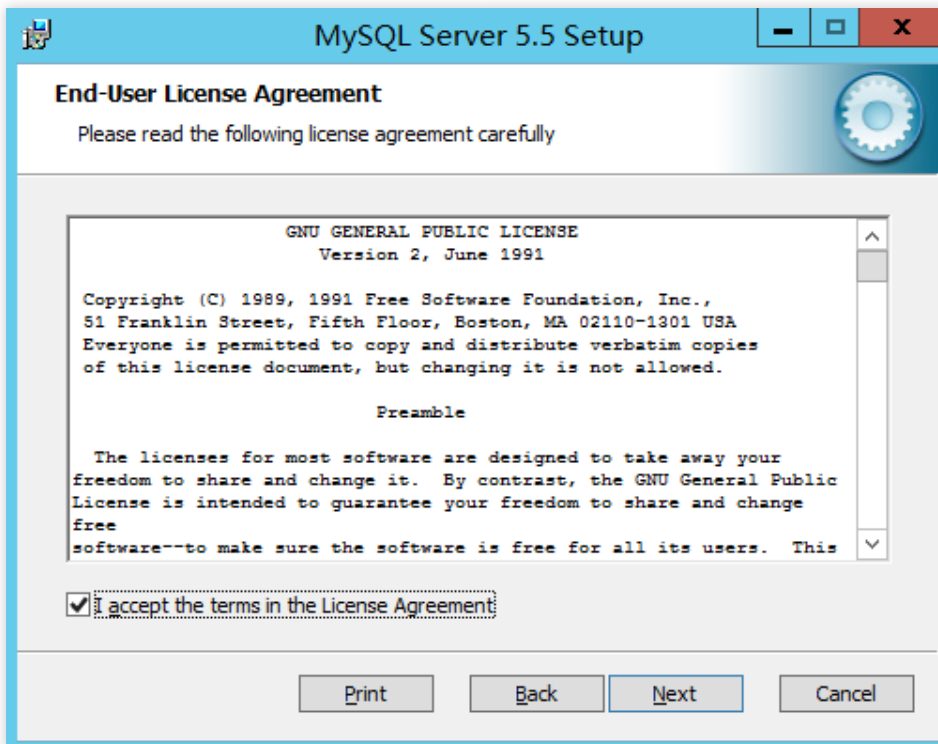 MySQL Server 5.5 Setup
End-User License Agreement
Please read the following license agreement carefully
GNU GENERAL PUBLIC LICENSE
Version 2, June 1991
Copyright (C) 1989, 1991 Free Software Foundation, Inc.,
51 Franklin Street, Fifth Floor, Boston, MA 02110-1301 USA
Everyone is permitted to copy and distribute verbatim copies
of this license document, but changing it is not allowed.
Preamble
The licenses for most software are designed to take away your
freedom to share and change it. By contrast, the GNU General Public
License is intended to guarantee your freedom to share and change
free
software--to make sure the software is free for all its users. This
I accept the terms in the License Agreement
Print Back Next Cancel